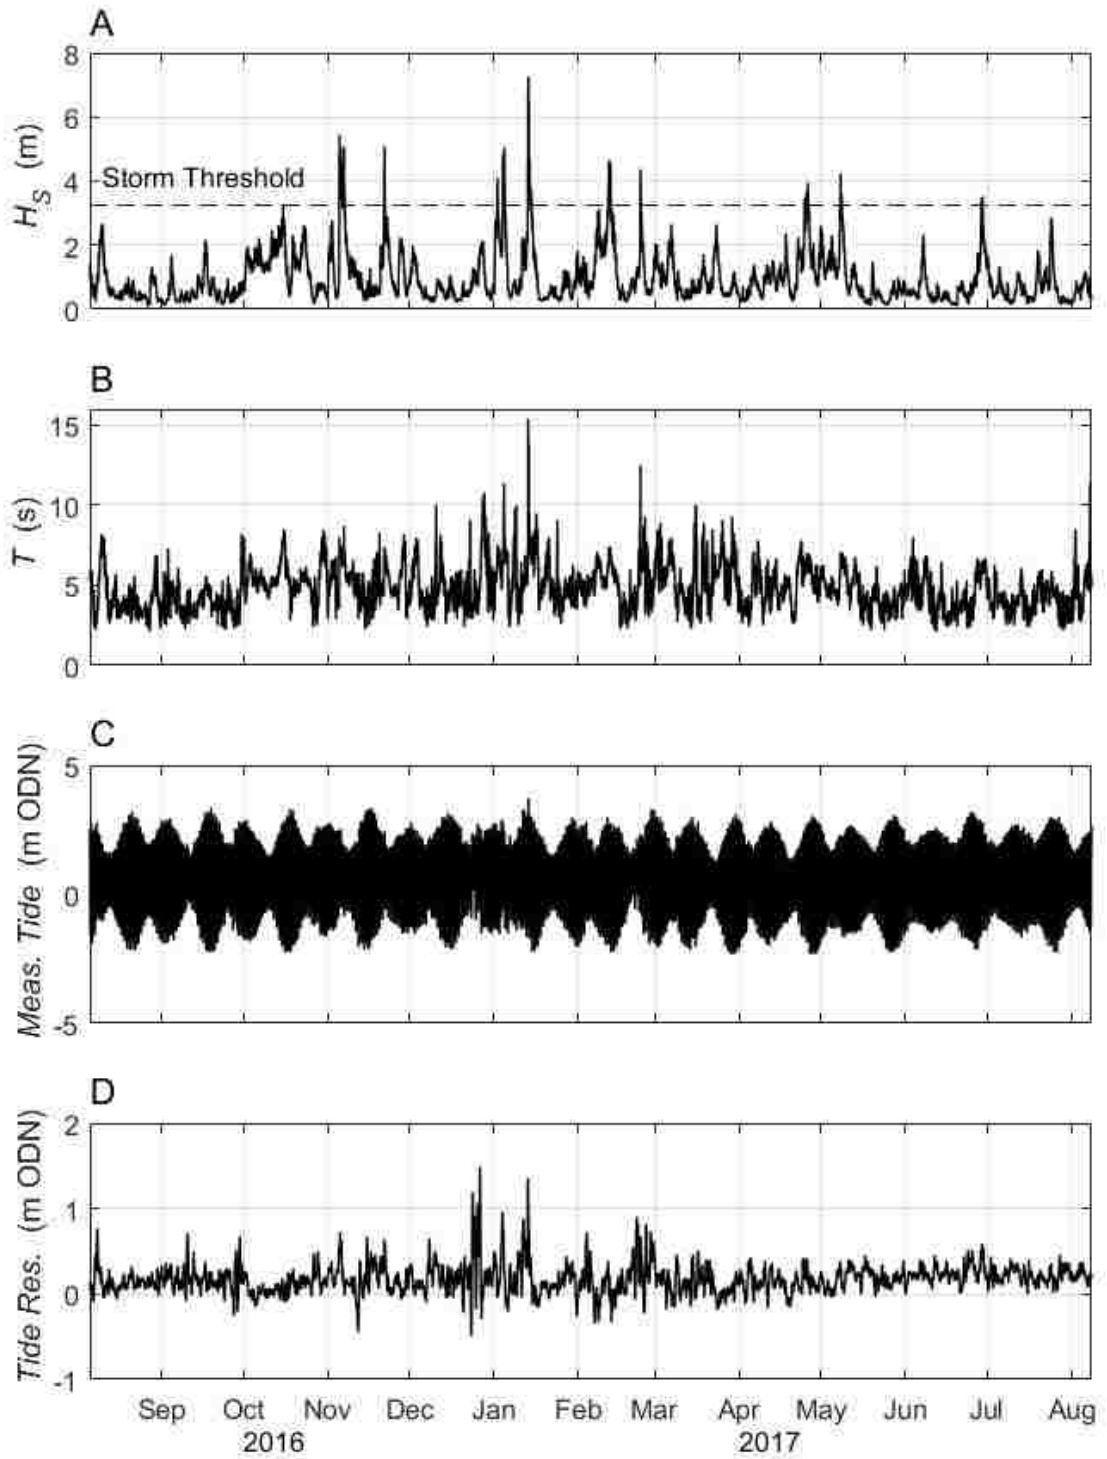 A
8
6
4
2
0
H_S (m)
Storm Threshold
B
15
10
5
0
T (s)
C
5
0
-5
Meas. Tide (m ODN)
D
2
1
0
-1
Tide Res. (m ODN)
Sep Oct Nov Dec Jan Feb Mar Apr May Jun Jul Aug
2016 2017